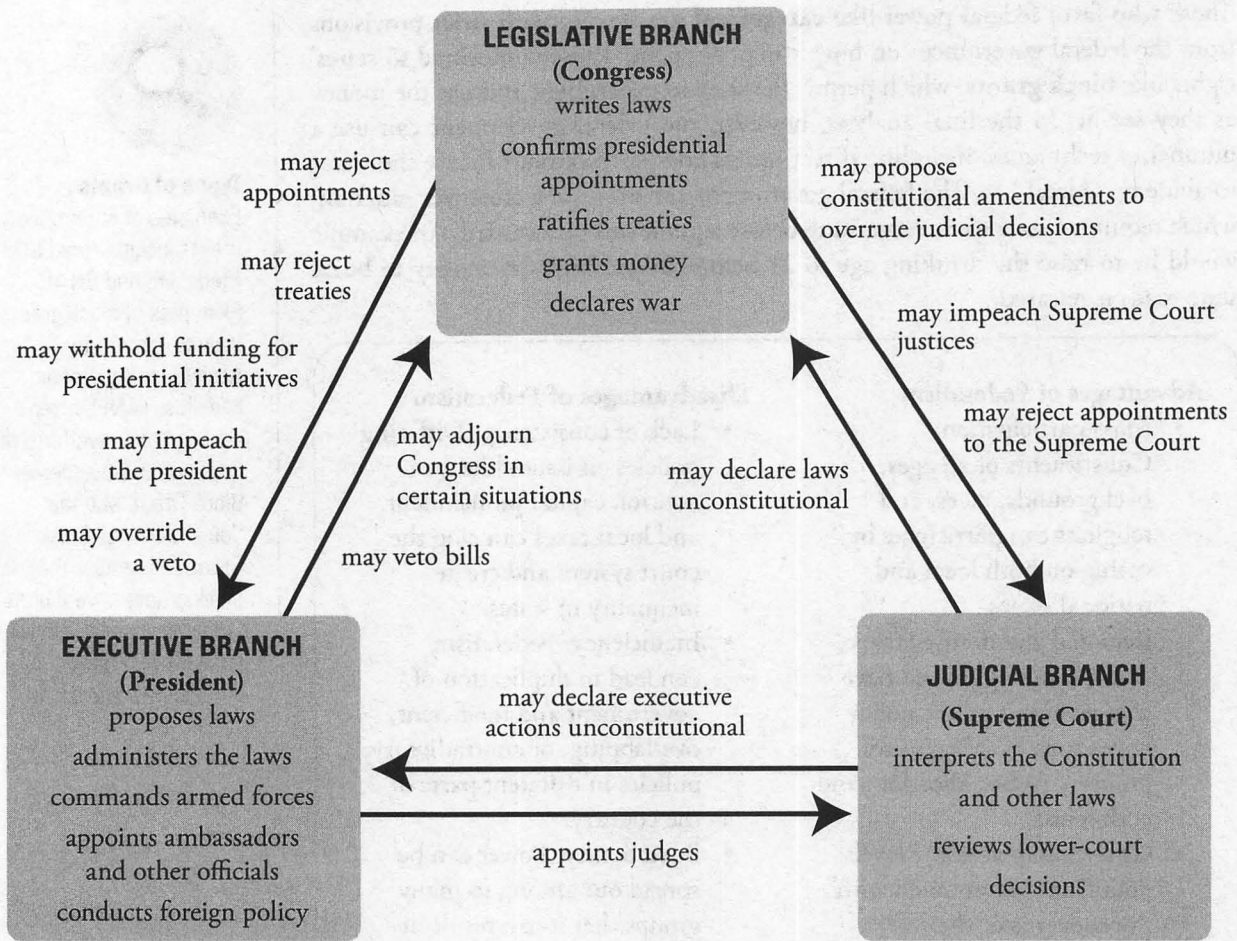 LEGISLATIVE BRANCH
(Congress)
writes laws
confirms presidential
appointments
ratifies treaties
grants money
declares war
may reject
appointments
may reject
treaties
may withhold funding for
presidential initiatives
may impeach
the president
may override
a veto
may adjourn
Congress in
certain situations
may veto bills
may propose
constitutional amendments to
overrule judicial decisions
may impeach Supreme Court
justices
may reject appointments
to the Supreme Court
may declare laws
unconstitutional
EXECUTIVE BRANCH
(President)
proposes laws
administers the laws
commands armed forces
appoints ambassadors
and other officials
conducts foreign policy
may declare executive
actions unconstitutional
appoints judges
JUDICIAL BRANCH
(Supreme Court)
interprets the Constitution
and other laws
reviews lower-court
decisions